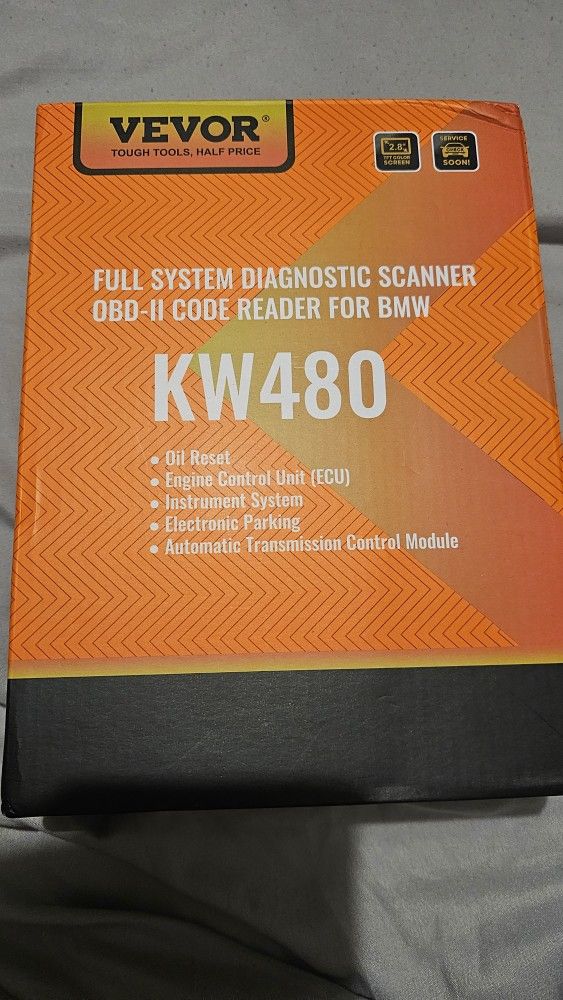 VEVOR®
TOUGH TOOLS, HALF PRICE
2.8"
TFT COLOR
SCREEN
SERVICE
CHECK
SOON!
FULL SYSTEM DIAGNOSTIC SCANNER
OBD-II CODE READER FOR BMW
KW480
• Oil Reset
• Engine Control Unit (ECU)
• Instrument System
• Electronic Parking
• Automatic Transmission Control Module